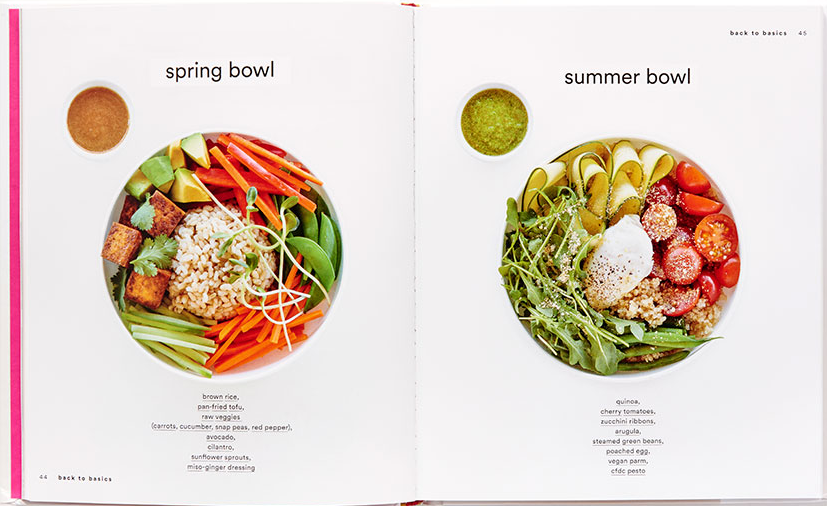 spring bowl
brown rice,
pan-fried tofu,
raw veggies
(carrots, cucumber, snap peas, red pepper),
avocado,
cilantro,
sunflower sprouts,
miso-ginger dressing
44 back to basics
back to basics 45
summer bowl
quinoa,
cherry tomatoes,
zucchini ribbons,
arugula,
steamed green beans,
poached egg,
vegan parm,
cfdc pesto